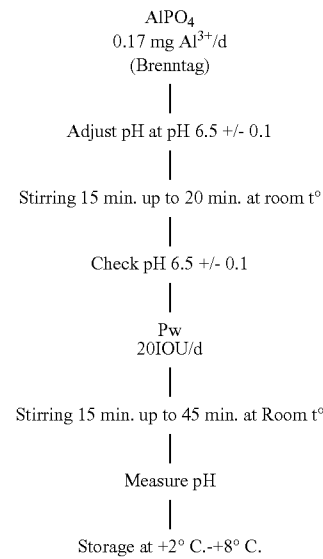 AlPO₄
0.17 mg Al³⁺/d
(Brenntag)
Adjust pH at pH 6.5 +/- 0.1
Stirring 15 min. up to 20 min. at room t°
Check pH 6.5 +/- 0.1
Pw
20IOU/d
Stirring 15 min. up to 45 min. at Room t°
Measure pH
Storage at +2° C.-+8° C.